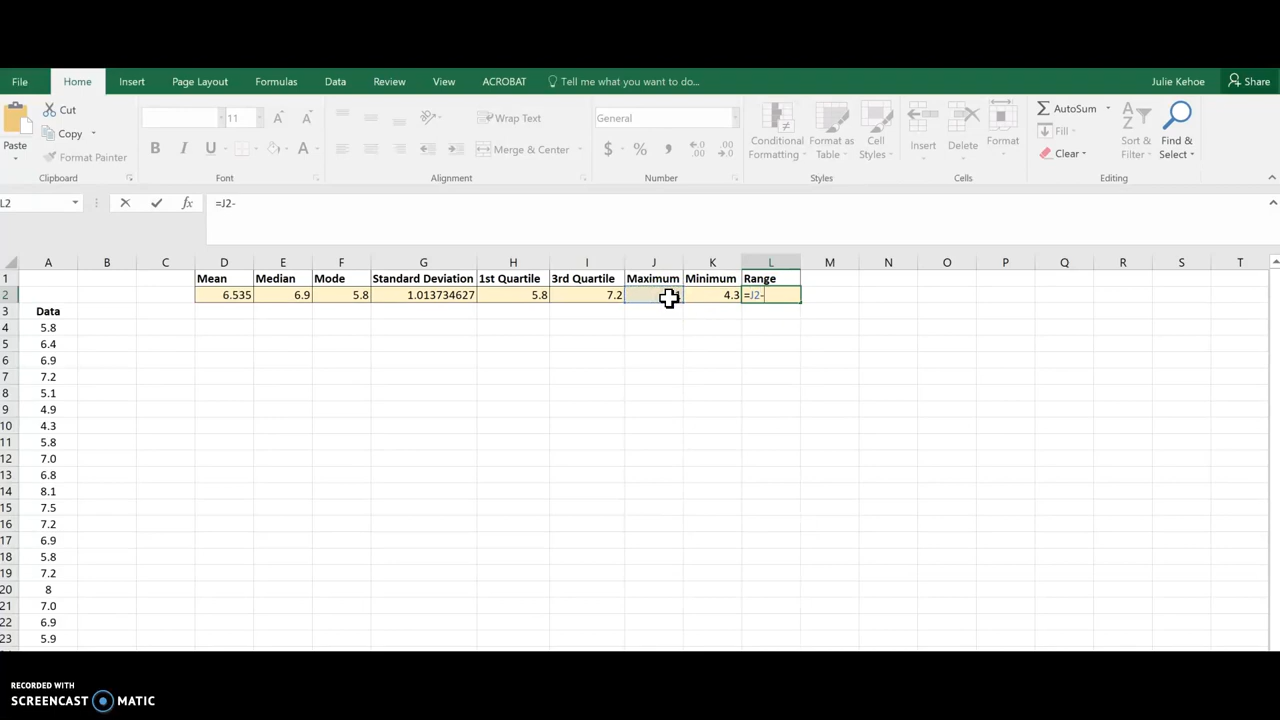 File Home Insert Page Layout Formulas Data Review View ACROBAT Tell me what you want to do... Julie Kehoe Share
Paste
Cut
Copy
Format Painter
Clipboard
11
A A
B I U A
Font
Wrap Text
Merge & Center
Alignment
General
$ % ,
Number
Conditional Formatting
Format as Table
Cell Styles
Styles
Insert Delete Format
Cells
AutoSum
Fill
Clear
Sort & Filter
Find & Select
Editing
L2 fx =J2-
A B C D E F G H I J K L M N O P Q R S T
1 Mean Median Mode Standard Deviation 1st Quartile 3rd Quartile Maximum Minimum Range
2 6.535 6.9 5.8 1.013734627 5.8 7.2 4.3 =J2-
3 Data
4 5.8
5 6.4
6 6.9
7 7.2
8 5.1
9 4.9
10 4.3
11 5.8
12 7.0
13 6.8
14 8.1
15 7.5
16 7.2
17 6.9
18 5.8
19 7.2
20 8
21 7.0
22 6.9
23 5.9
RECORDED WITH
SCREENCAST MATIC